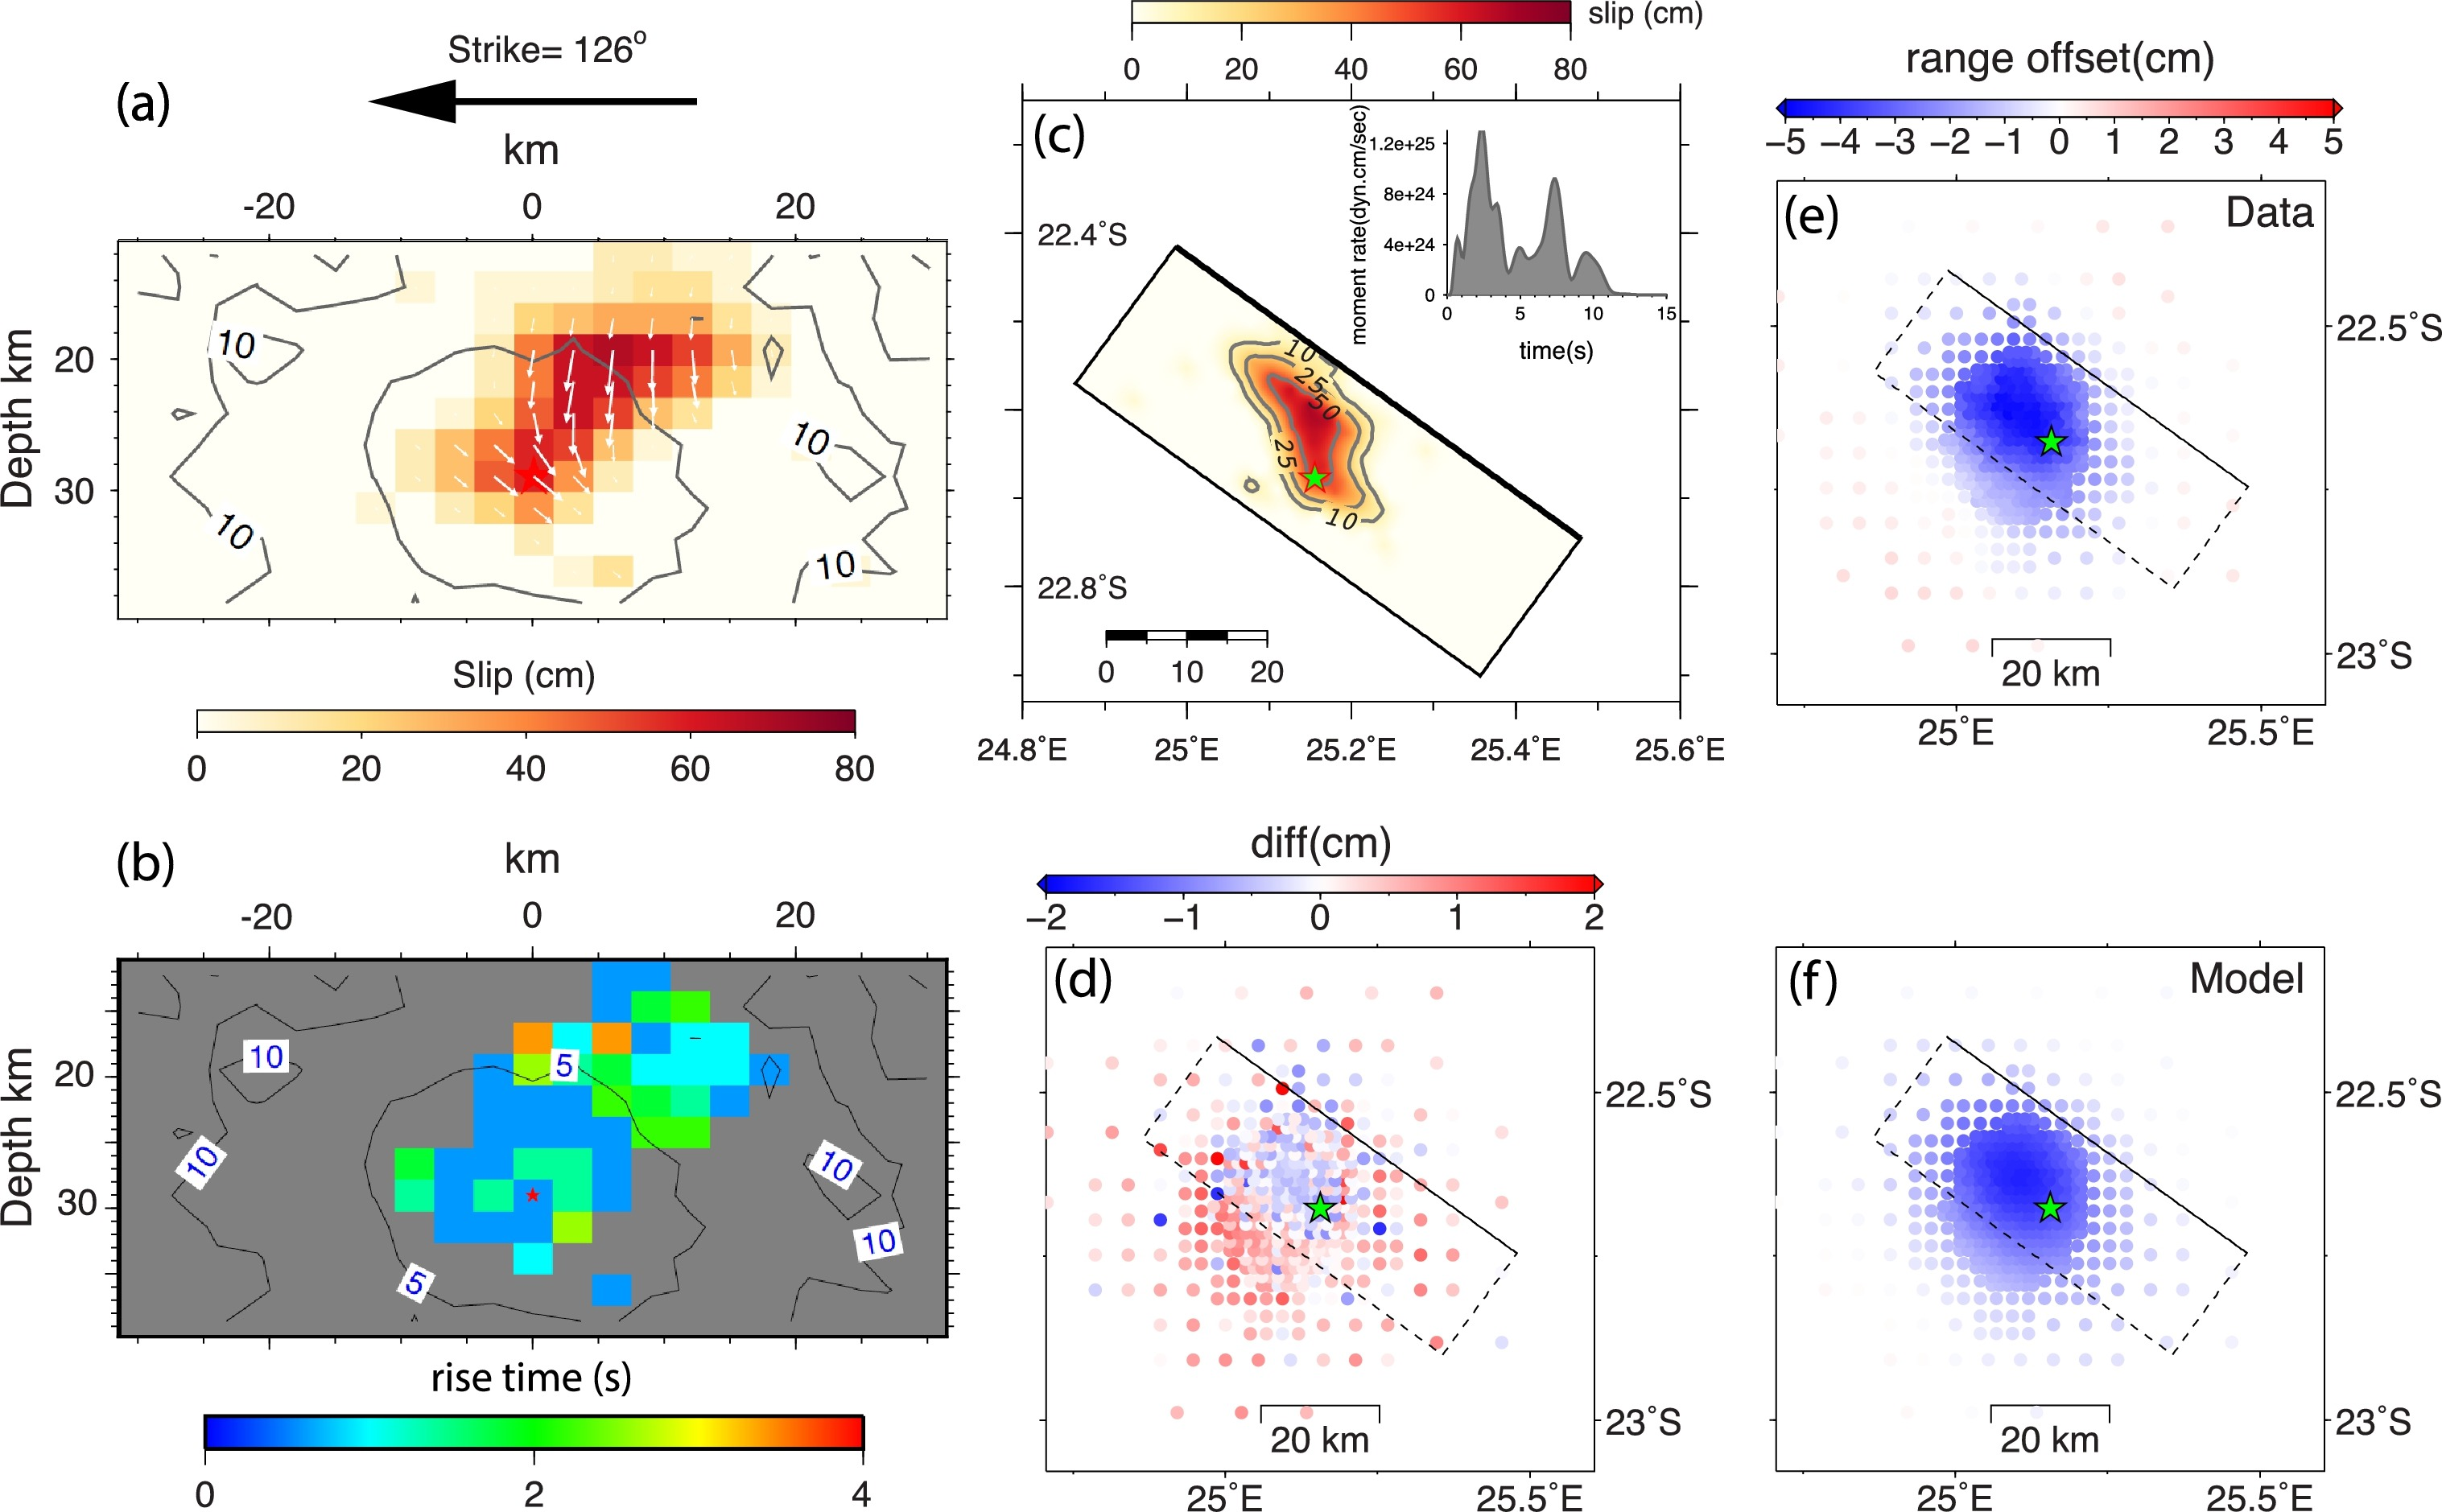 (a)
Strike= 126°
km
-20 0 20
Depth km
20
30
10
10
10
10
Slip (cm)
0 20 40 60 80
(b)
km
-20 0 20
Depth km
20
30
10
5
10
10
10
5
rise time (s)
0 2 4
slip (cm)
0 20 40 60 80
(c)
moment rate(dyn.cm/sec)
1.2e+25
8e+24
4e+24
0
0 5 10 15
time(s)
22.4°S
22.8°S
10
25
50
25
10
0 10 20
24.8°E 25°E 25.2°E 25.4°E 25.6°E
diff(cm)
−2 −1 0 1 2
(d)
22.5°S
23°S
20 km
25°E 25.5°E
range offset(cm)
−5 −4 −3 −2 −1 0 1 2 3 4 5
(e)
Data
22.5°S
23°S
20 km
25°E 25.5°E
(f)
Model
22.5°S
23°S
20 km
25°E 25.5°E